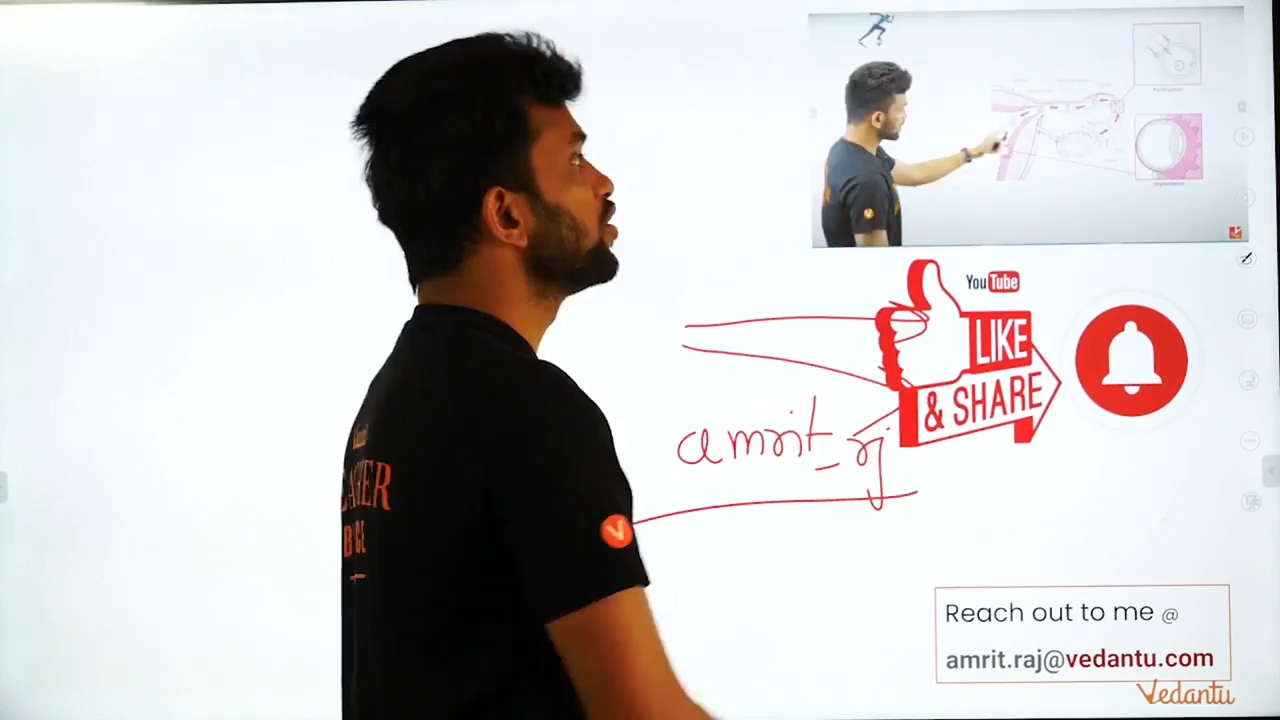 YouTube
LIKE
& SHARE
amrit_rj
Reach out to me @
amrit.raj@vedantu.com
Vedantu